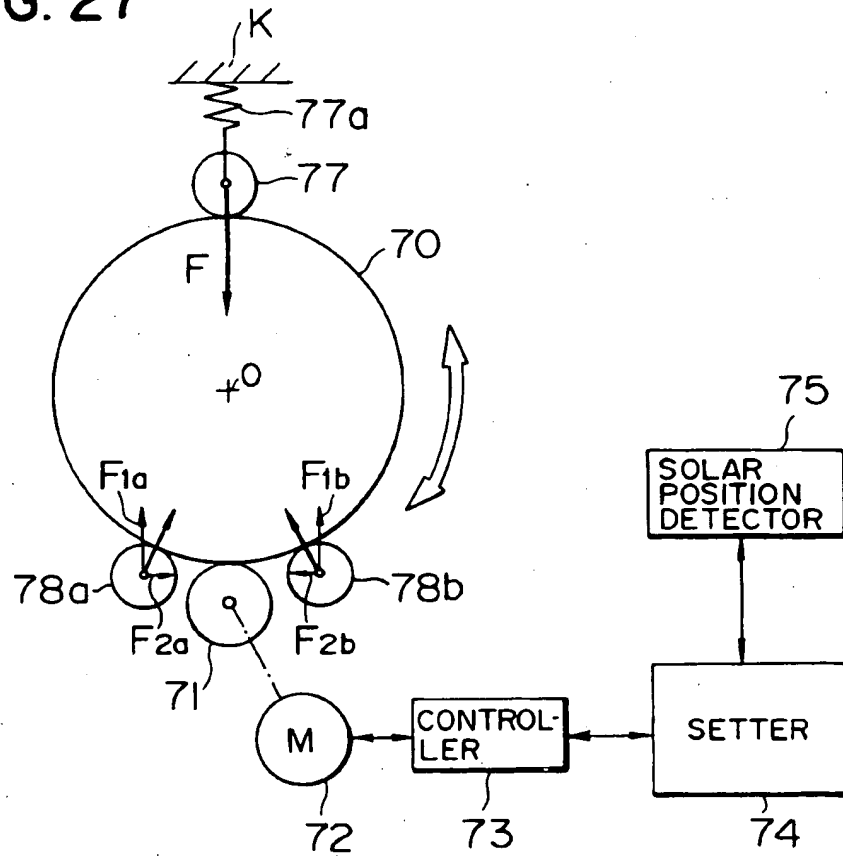 G. 27
K
77a
77
70
F
O
75
F1a
F1b
SOLAR
POSITION
DETECTOR
78a
78b
F2a
F2b
71
M
CONTROL-
LER
SETTER
72
73
74